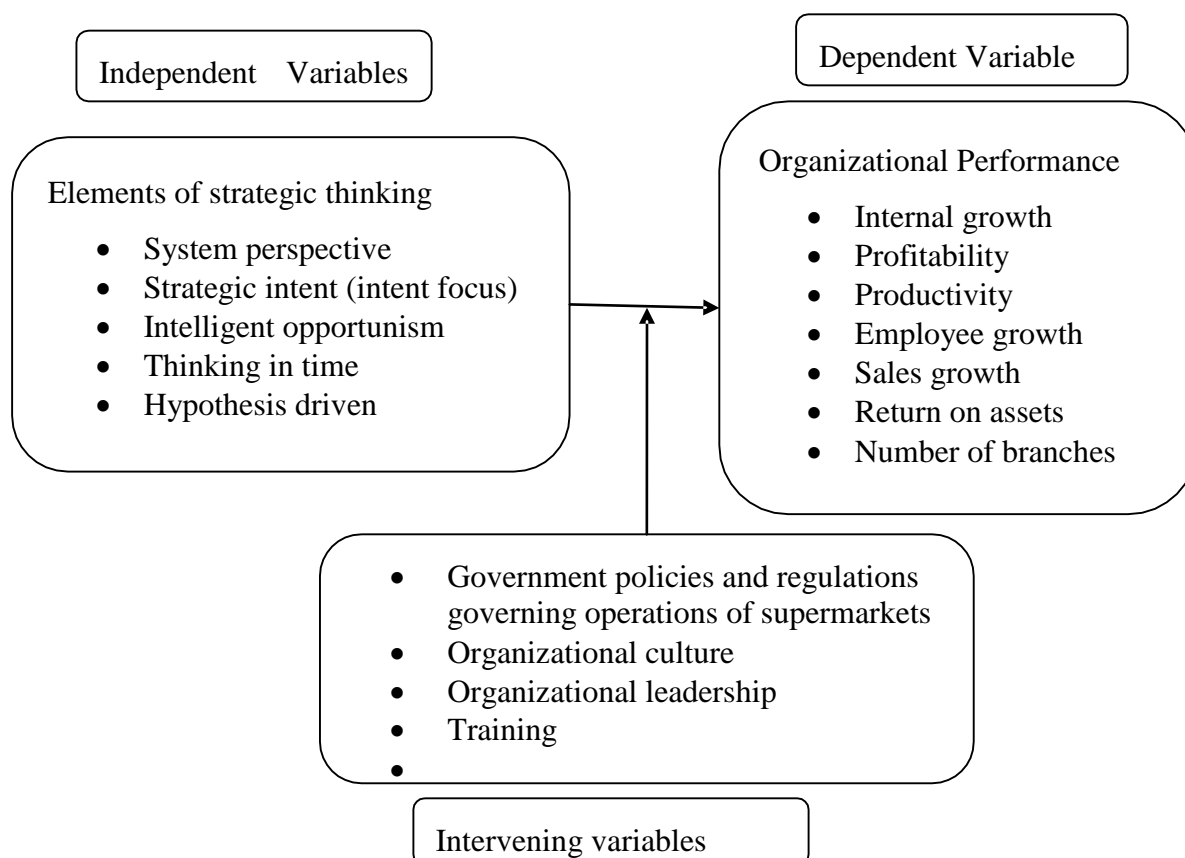 Independent Variables
Dependent Variable
Elements of strategic thinking
• System perspective
• Strategic intent (intent focus)
• Intelligent opportunism
• Thinking in time
• Hypothesis driven
Organizational Performance
• Internal growth
• Profitability
• Productivity
• Employee growth
• Sales growth
• Return on assets
• Number of branches
• Government policies and regulations
governing operations of supermarkets
• Organizational culture
• Organizational leadership
• Training
•
Intervening variables